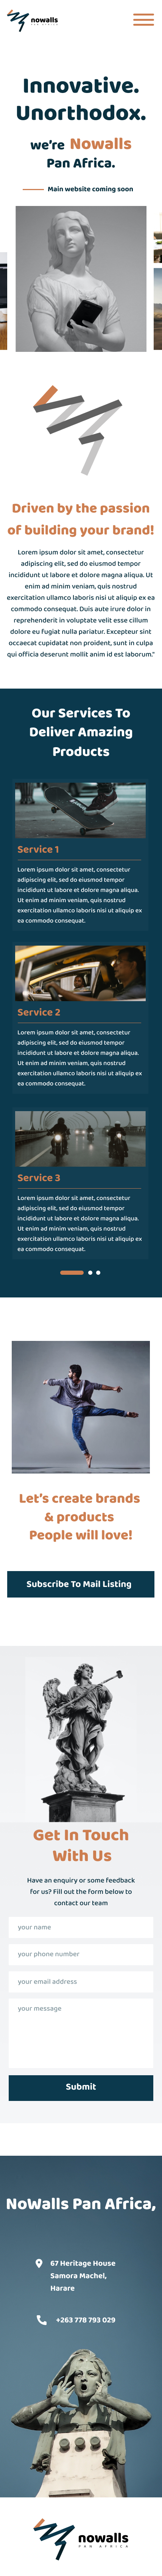 nowalls
PAN AFRICA
Innovative.
Unorthodox.
we're Nowalls
Pan Africa.
Main website coming soon
Driven by the passion
of building your brand!
Lorem ipsum dolor sit amet, consectetur
adipiscing elit, sed do eiusmod tempor
incididunt ut labore et dolore magna aliqua. Ut
enim ad minim veniam, quis nostrud
exercitation ullamco laboris nisi ut aliquip ex ea
commodo consequat. Duis aute irure dolor in
reprehenderit in voluptate velit esse cillum
dolore eu fugiat nulla pariatur. Excepteur sint
occaecat cupidatat non proident, sunt in culpa
qui officia deserunt mollit anim id est laborum."
Our Services To
Deliver Amazing
Products
Service 1
Lorem ipsum dolor sit amet, consectetur
adipiscing elit, sed do eiusmod tempor
incididunt ut labore et dolore magna aliqua.
Ut enim ad minim veniam, quis nostrud
exercitation ullamco laboris nisi ut aliquip ex
ea commodo consequat.
Service 2
Lorem ipsum dolor sit amet, consectetur
adipiscing elit, sed do eiusmod tempor
incididunt ut labore et dolore magna aliqua.
Ut enim ad minim veniam, quis nostrud
exercitation ullamco laboris nisi ut aliquip ex
ea commodo consequat.
Service 3
Lorem ipsum dolor sit amet, consectetur
adipiscing elit, sed do eiusmod tempor
incididunt ut labore et dolore magna aliqua.
Ut enim ad minim veniam, quis nostrud
exercitation ullamco laboris nisi ut aliquip ex
ea commodo consequat.
Let's create brands
& products
People will love!
Subscribe To Mail Listing
Get In Touch
With Us
Have an enquiry or some feedback
for us? Fill out the form below to
contact our team
your name
your phone number
your email address
your message
Submit
NoWalls Pan Africa,
67 Heritage House
Samora Machel,
Harare
+263 778 793 029
nowalls
PAN AFRICA